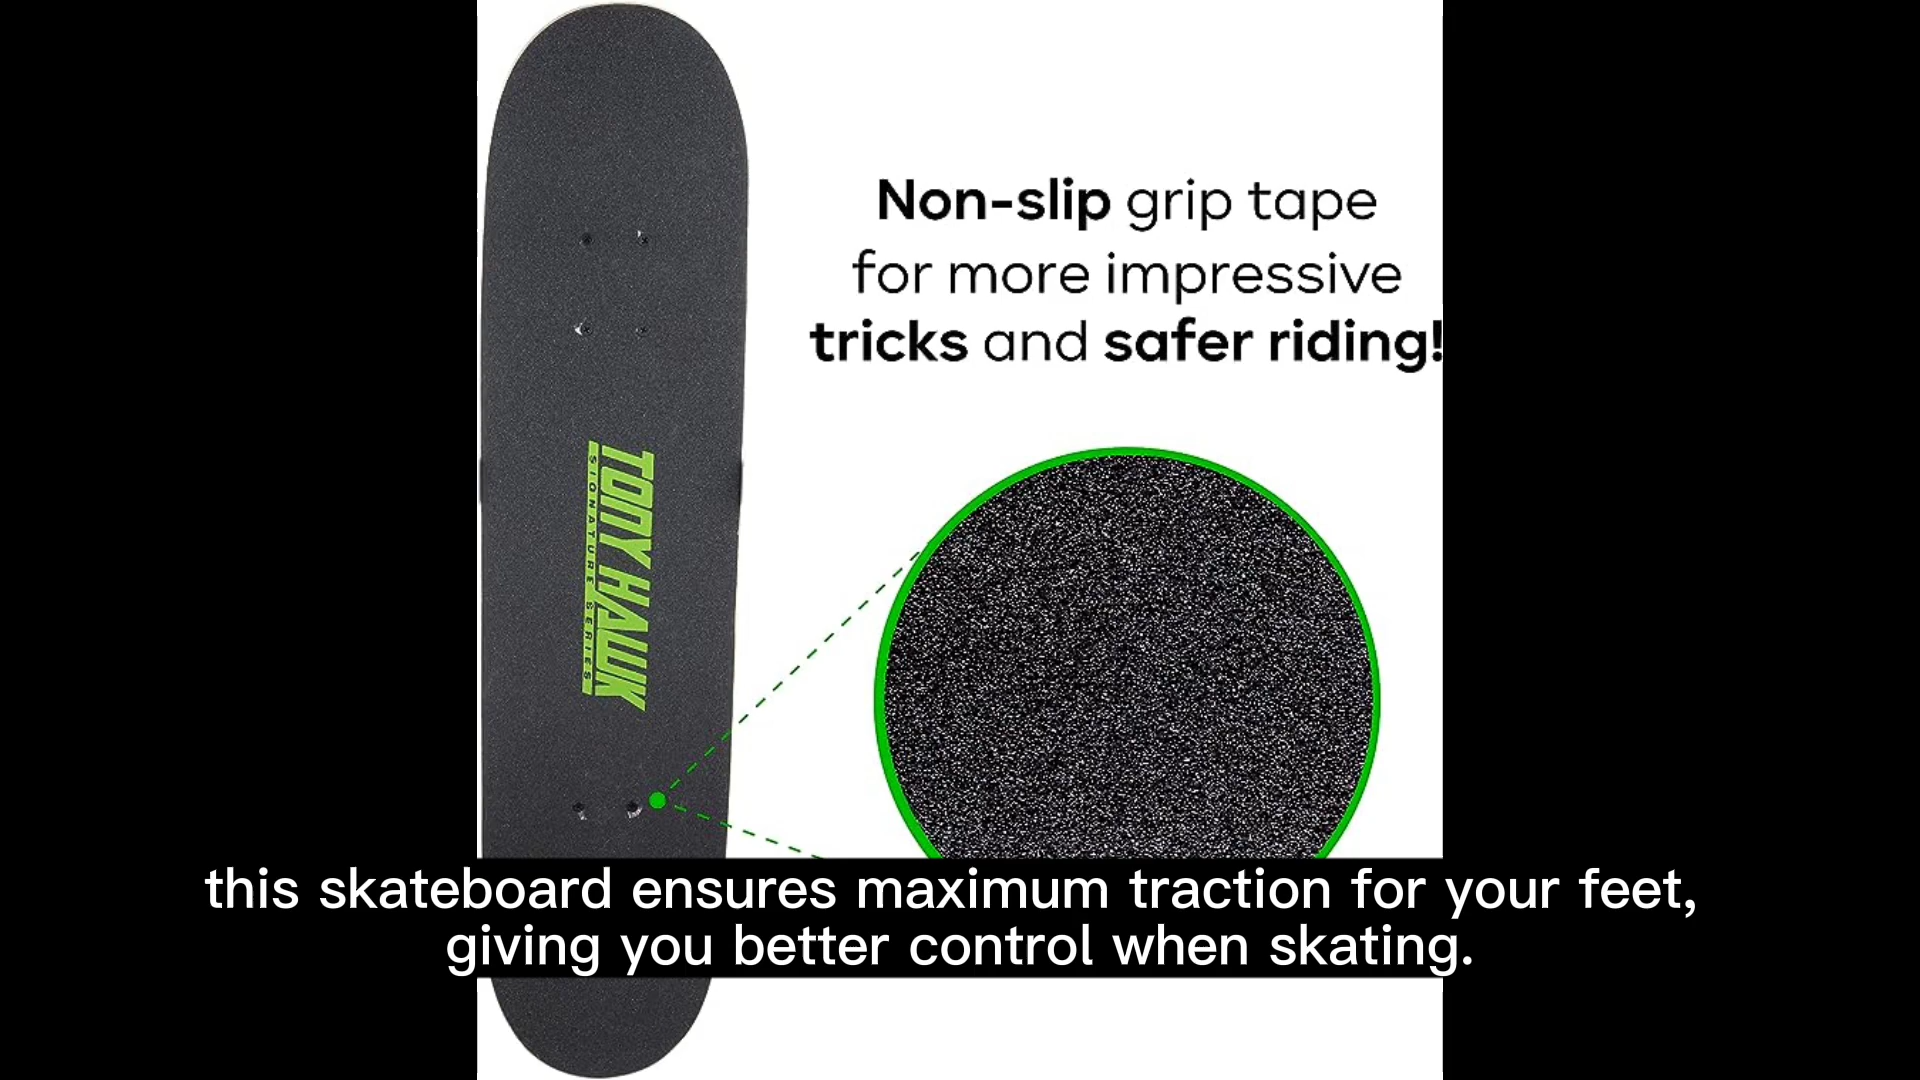 Non-slip grip tape
for more impressive
tricks and safer riding!
TONY HAWK
SIGNATURE SERIES
this skateboard ensures maximum traction for your feet,
giving you better control when skating.